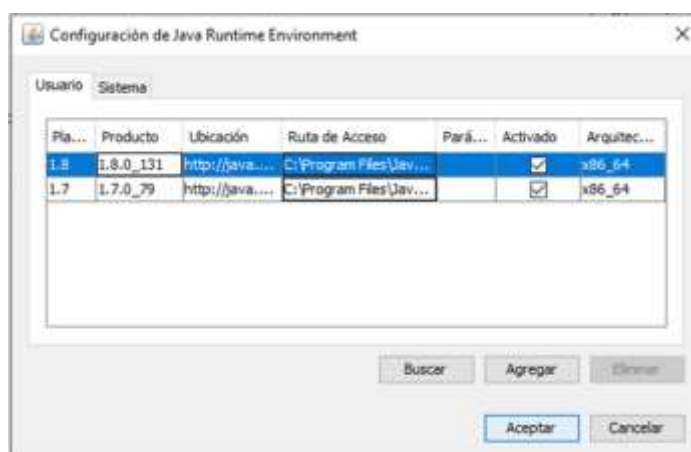 Configuración de Java Runtime Environment
Usuario Sistema
Pla... Producto Ubicación Ruta de Acceso Pará... Activado Arquitec...
1.8 1.8.0_131 http://java.... C:\Program Files\Jav... x86_64
1.7 1.7.0_79 http://java.... C:\Program Files\Jav... x86_64
Buscar Agregar Eliminar
Aceptar Cancelar